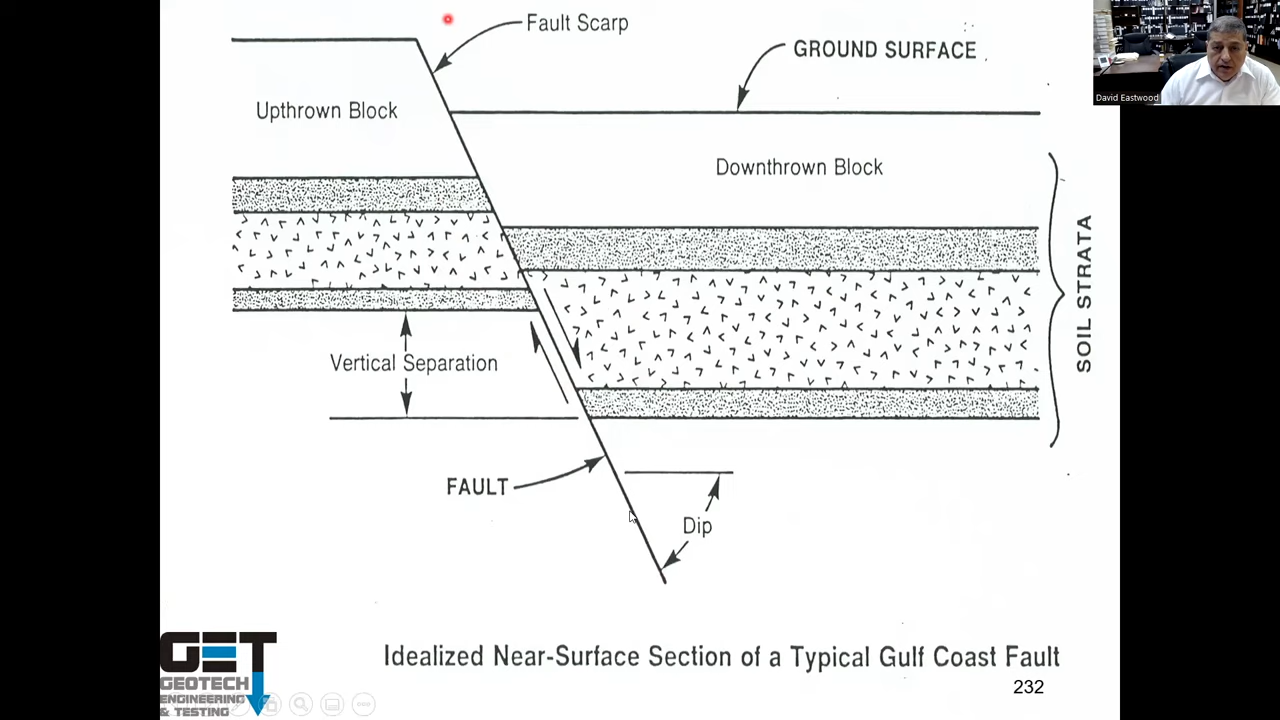 Fault Scarp
GROUND SURFACE
David Eastwood
Upthrown Block
Downthrown Block
SOIL STRATA
Vertical Separation
FAULT
Dip
GET
GEOTECH
ENGINEERING
& TESTING
Idealized Near-Surface Section of a Typical Gulf Coast Fault
232